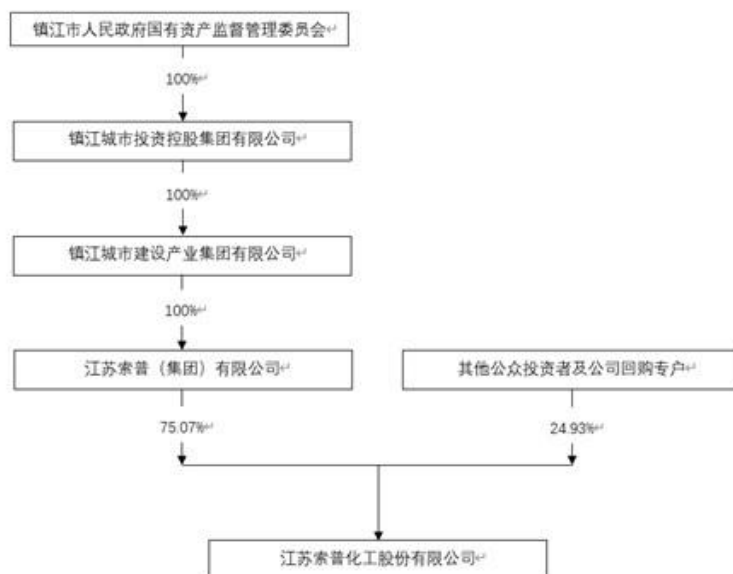 镇江市人民政府国有资产监督管理委员会↵
100%↵
镇江城市投资控股集团有限公司↵
100%↵
镇江城市建设产业集团有限公司↵
100%↵
江苏索普（集团）有限公司↵
其他公众投资者及公司回购专户↵
75.07%↵
24.93%↵
江苏索普化工股份有限公司↵